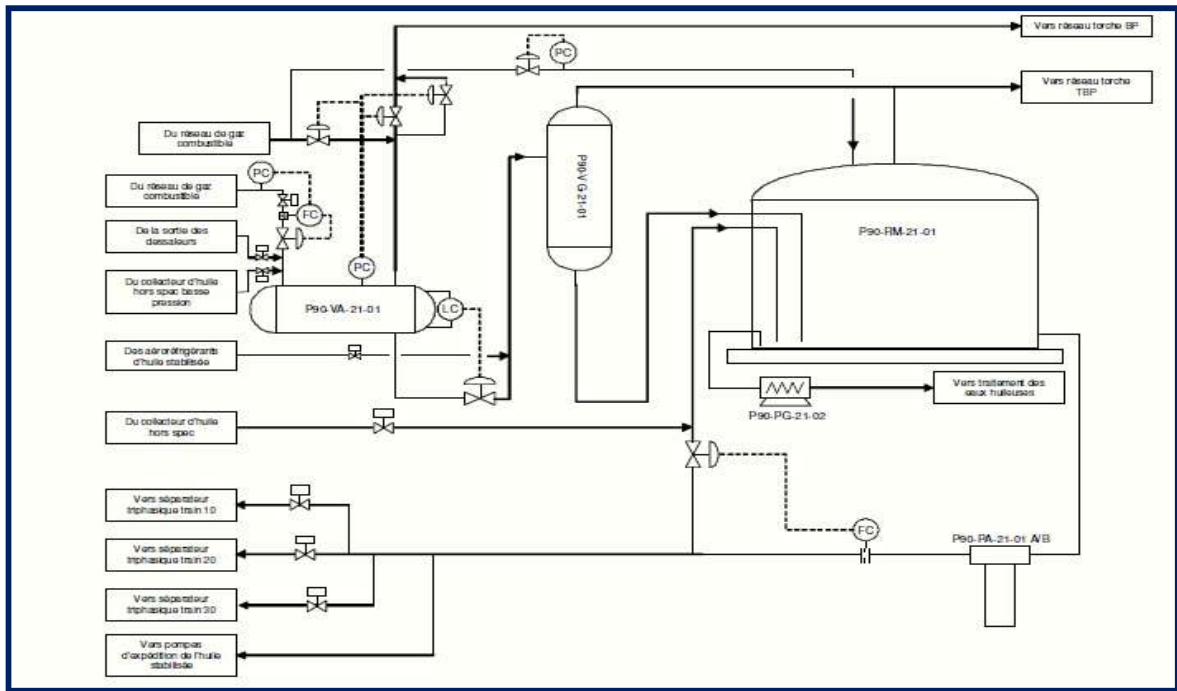 Vers réseau torche BP
Vers réseau torche
TBP
PC
Du réseau de gaz
combustible
PC
Du réseau de gaz
combustible
FC
De la sortie des
dessaleurs
Du collecteur d'huile
hors spec basse
pression
PC
P90-VA-21-01
LC
P90-V G 21-01
P90-RM-21-01
Des aéroréfrigérants
d'huile stabilisée
Vers traitement des
eaux huileuses
P90-PG-21-02
Du collecteur d'huile
hors spec
Vers séparateur
triphasique train 10
FC
P90-PA-21-01 A/B
Vers séparateur
triphasique train 20
Vers séparateur
triphasique train 30
Vers pompes
d'expédition de l'huile
stabilisée